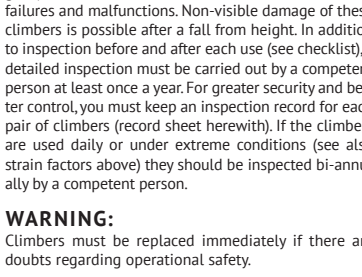 failures and malfunctions. Non-visible damage of these
climbers is possible after a fall from height. In addition
to inspection before and after each use (see checklist),
detailed inspection must be carried out by a competent
person at least once a year. For greater security and bet-
ter control, you must keep an inspection record for each
pair of climbers (record sheet herewith). If the climbers
are used daily or under extreme conditions (see also
strain factors above) they should be inspected bi-annu-
ally by a competent person.
WARNING:
Climbers must be replaced immediately if there are
doubts regarding operational safety.